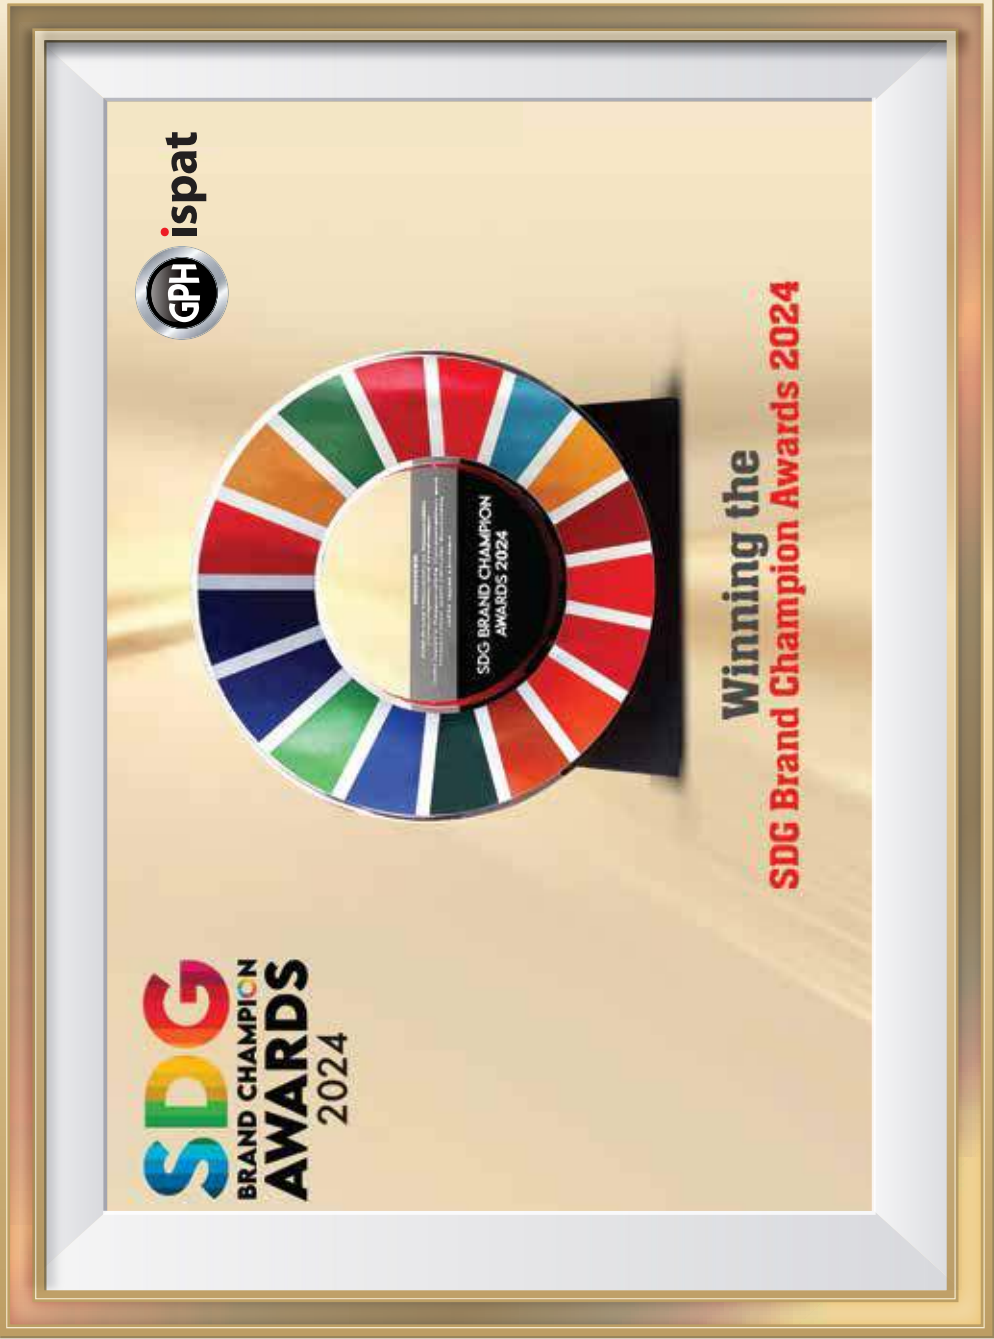 SDG
BRAND CHAMPION
AWARDS
2024
GPH ispat
SDG BRAND CHAMPION
AWARDS 2024
Winning the
SDG Brand Champion Awards 2024